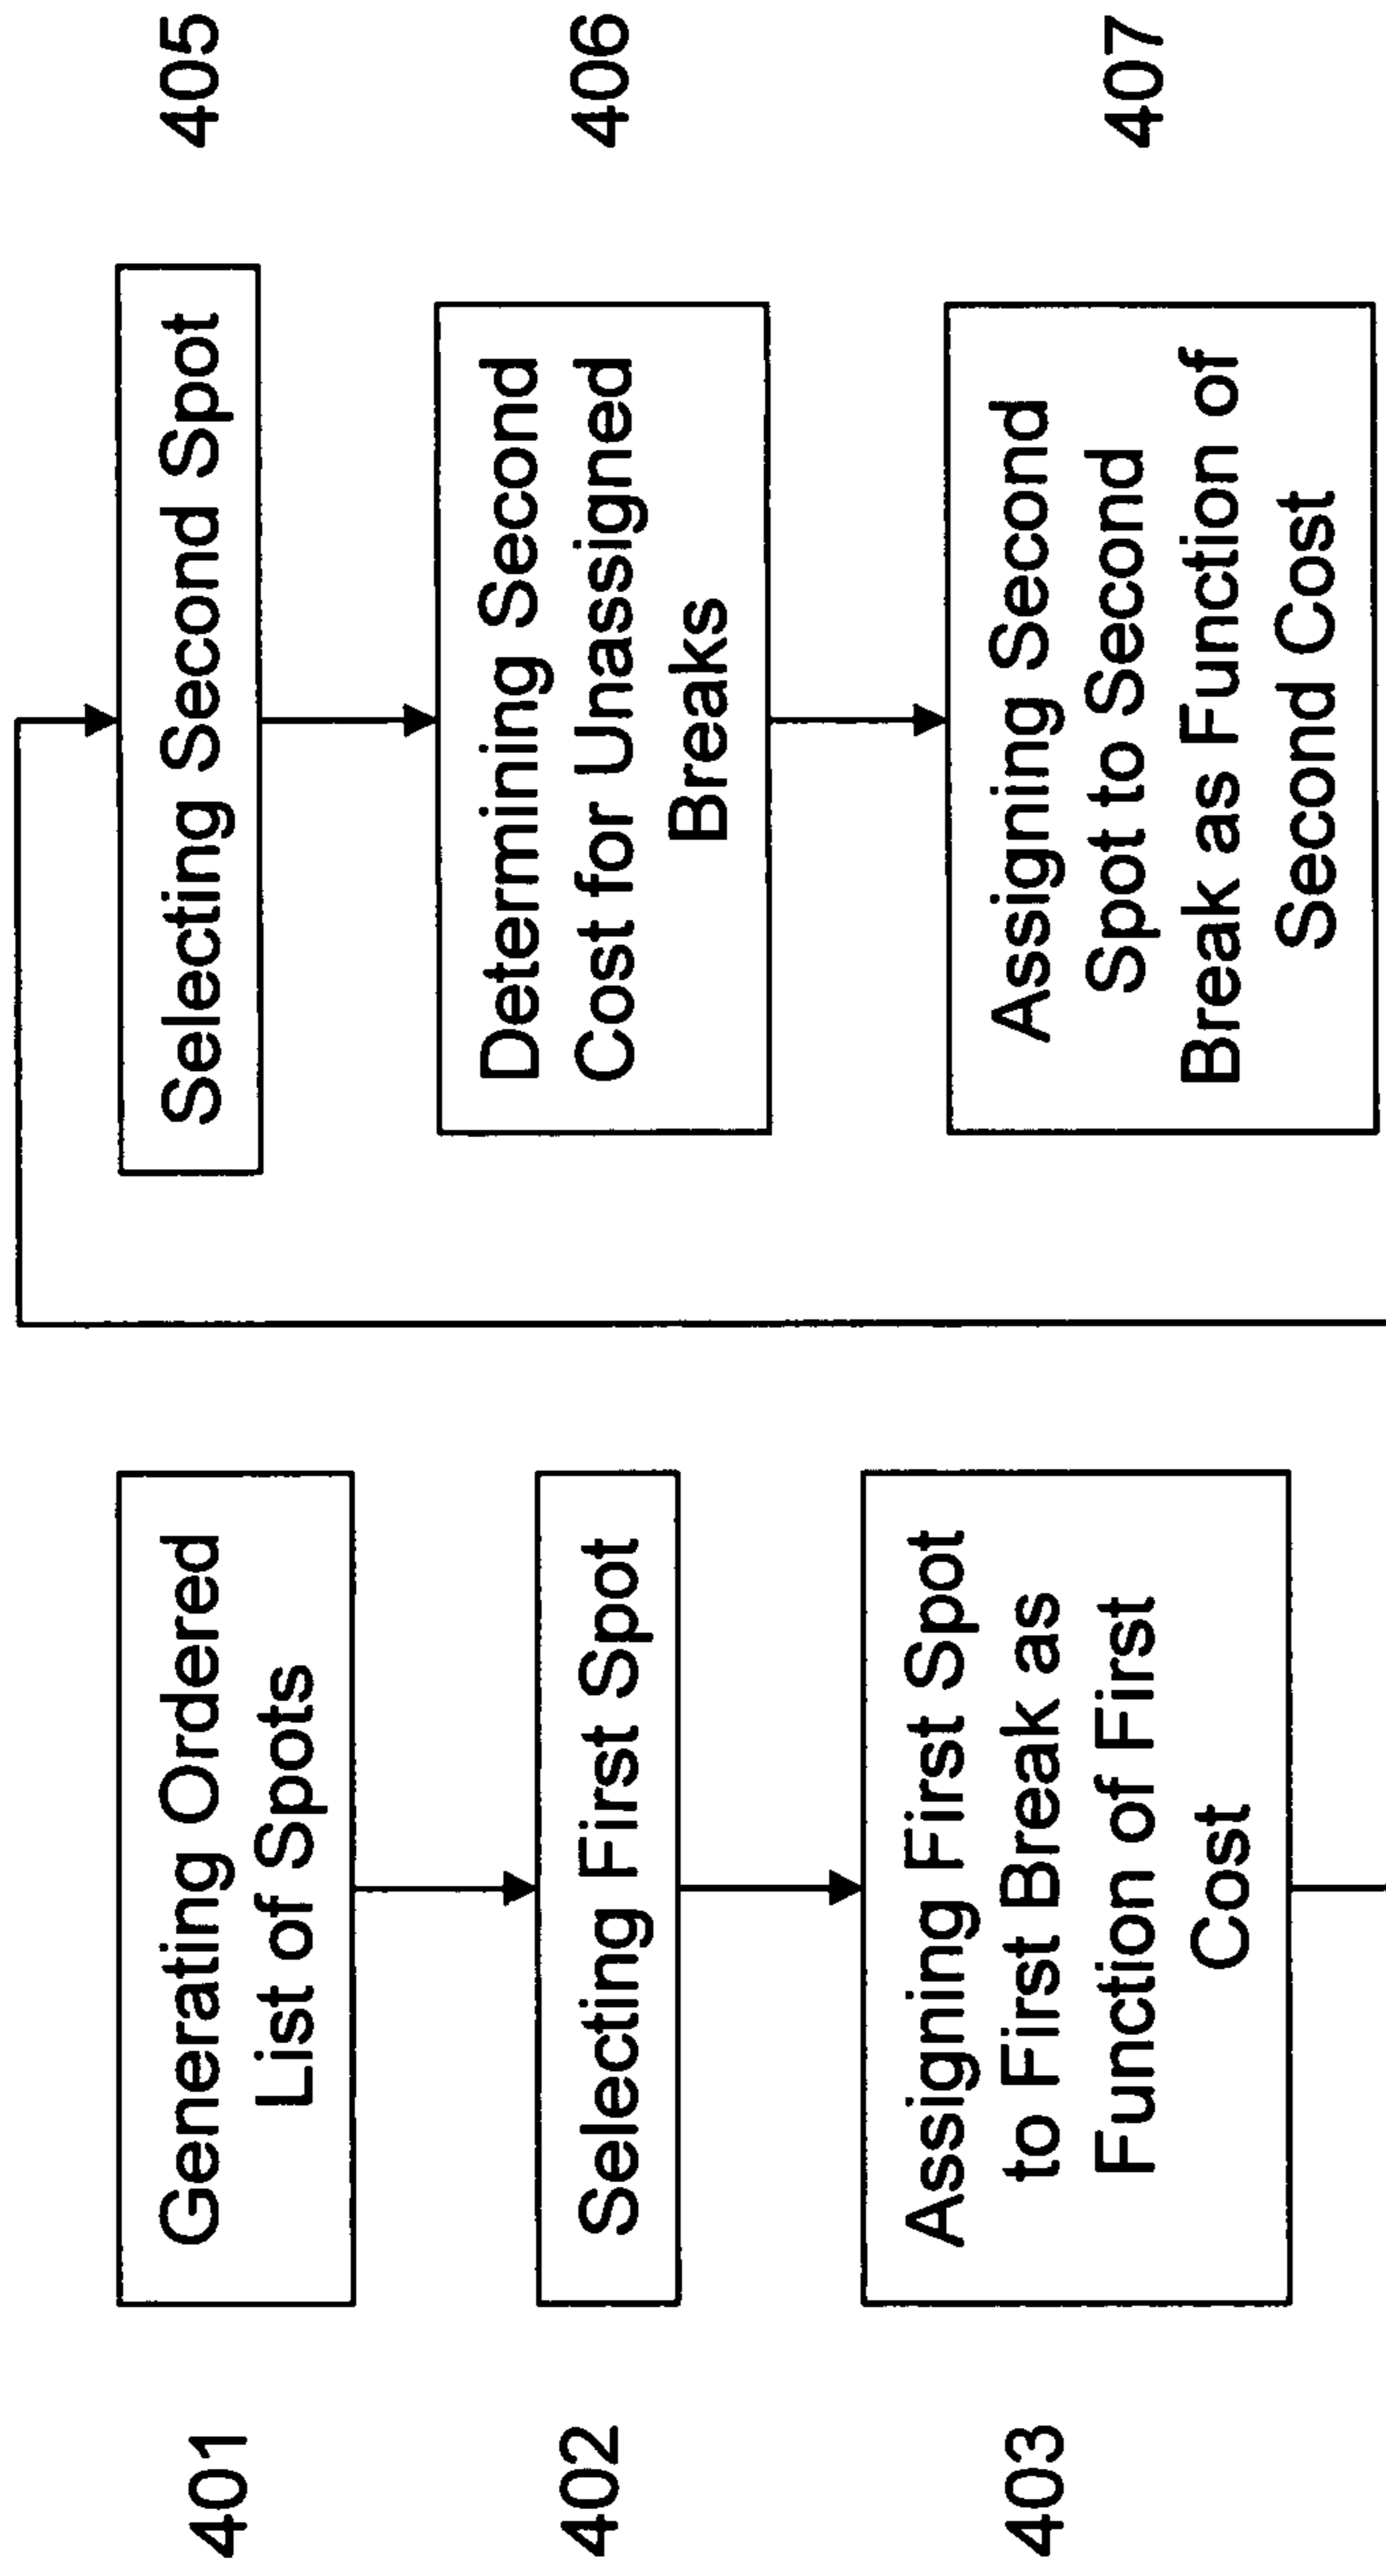 401
Generating Ordered
List of Spots
402
Selecting First Spot
403
Assigning First Spot
to First Break as
Function of First
Cost
Selecting Second Spot
405
Determining Second
Cost for Unassigned
Breaks
406
Assigning Second
Spot to Second
Break as Function of
Second Cost
407